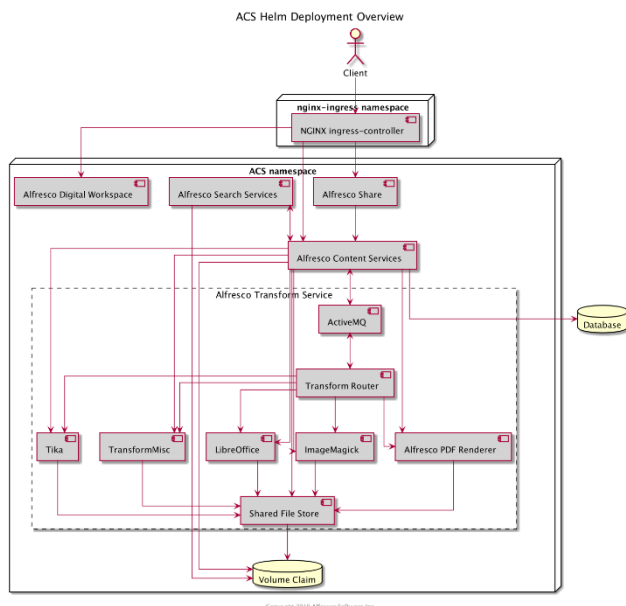 ACS Helm Deployment Overview
Client
nginx-ingress namespace
NGINX ingress-controller
ACS namespace
Alfresco Digital Workspace
Alfresco Search Services
Alfresco Share
Alfresco Content Services
Alfresco Transform Service
ActiveMQ
Database
Transform Router
Tika
TransformMisc
LibreOffice
ImageMagick
Alfresco PDF Renderer
Shared File Store
Volume Claim